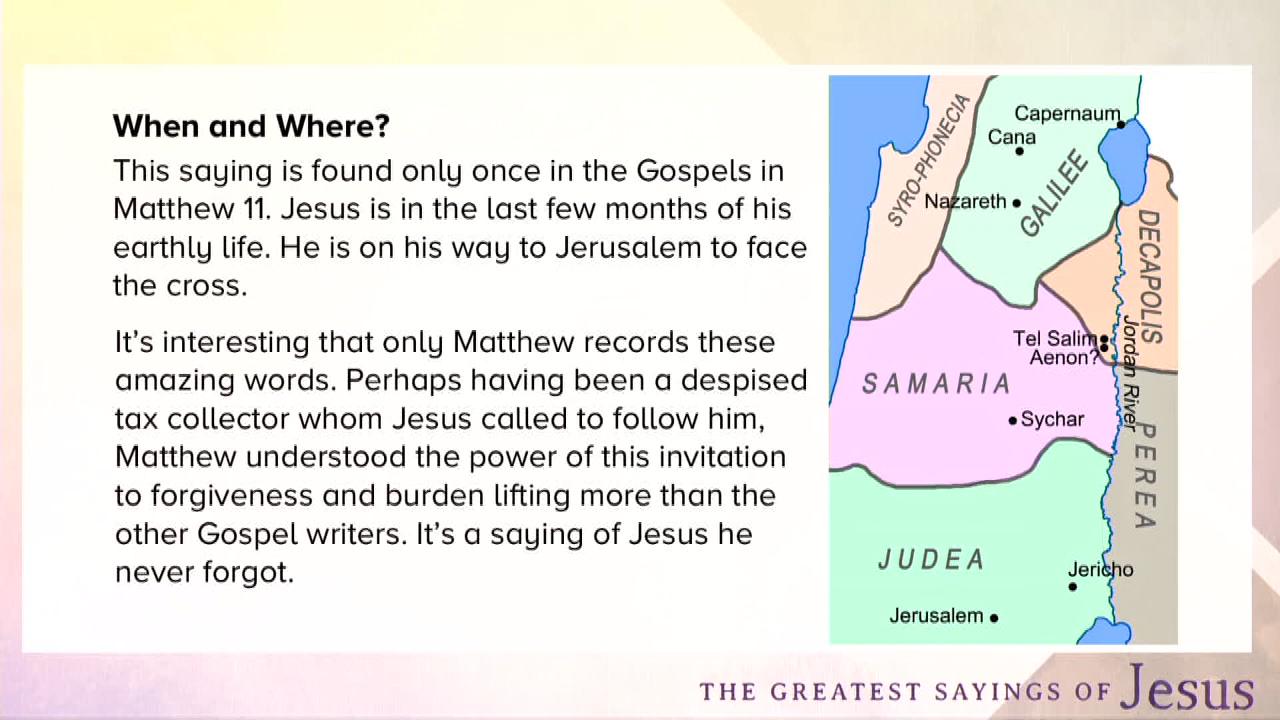 When and Where?
This saying is found only once in the Gospels in
Matthew 11. Jesus is in the last few months of his
earthly life. He is on his way to Jerusalem to face
the cross.
It's interesting that only Matthew records these
amazing words. Perhaps having been a despised
tax collector whom Jesus called to follow him,
Matthew understood the power of this invitation
to forgiveness and burden lifting more than the
other Gospel writers. It's a saying of Jesus he
never forgot.
SYRO-PHONECIA
Capernaum
Cana
Nazareth
GALILEE
DECAPOLIS
Tel Salim
Aenon?
Jordan River
SAMARIA
Sychar
PEREA
JUDEA
Jericho
Jerusalem
THE GREATEST SAYINGS OF Jesus